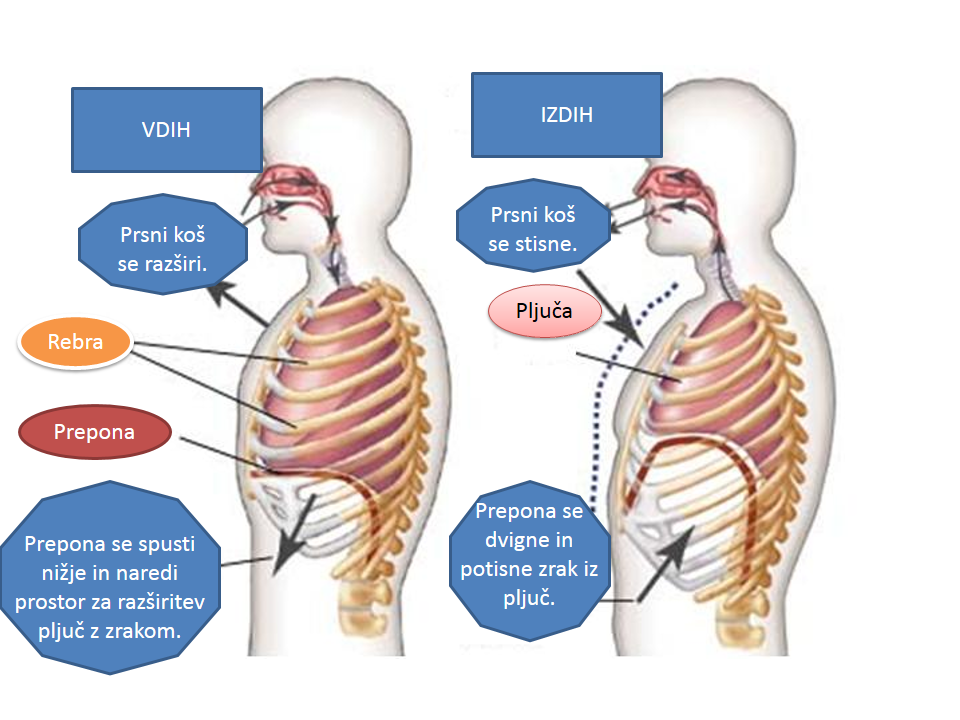 VDIH
Prsni koš
se razširi.
Rebra
Prepona
Prepona se spusti
nižje in naredi
prostor za razširitev
pljuč z zrakom.
IZDIH
Prsni koš
se stisne.
Pljuča
Prepona se
dvigne in
potisne zrak iz
pljuč.